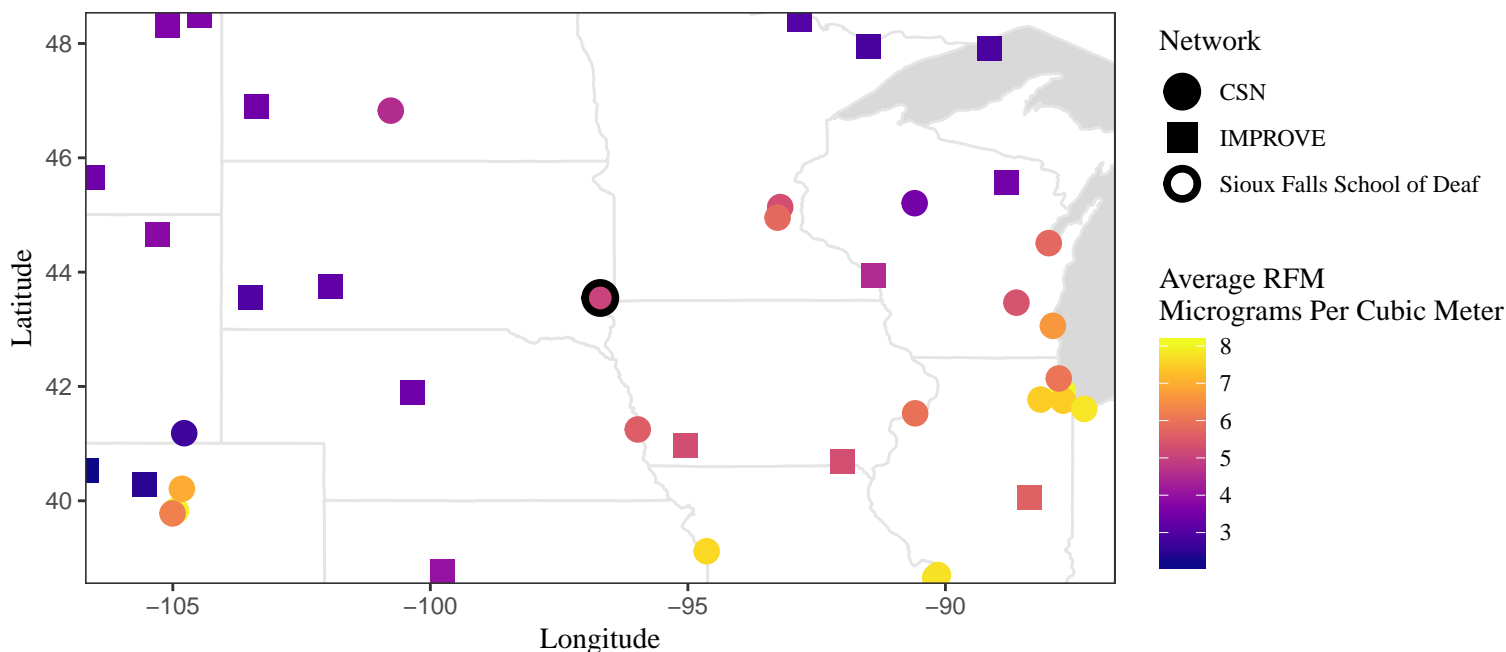 48
46
44
42
40
−105
−100
−95
−90
Longitude
Latitude
Network
CSN
IMPROVE
Sioux Falls School of Deaf
Average RFM
Micrograms Per Cubic Meter
8
7
6
5
4
3